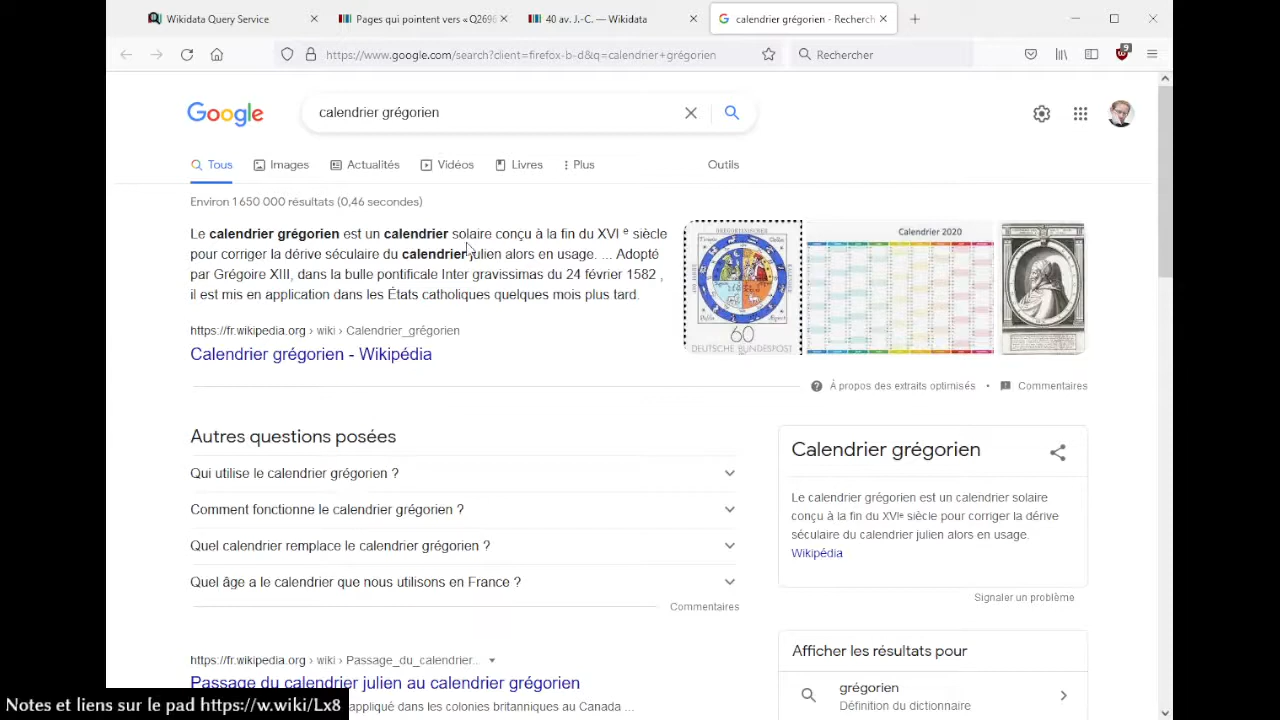 Wikidata Query Service
Pages qui pointent vers «Q2696
40 av. J.-C. — Wikidata
calendrier grégorien - Recherch
https://www.google.com/search?client=firefox-b-d&q=calendrier+grégorien
Rechercher
9
Google
calendrier grégorien
Tous
Images
Actualités
Vidéos
Livres
Plus
Outils
Environ 1 650 000 résultats (0,46 secondes)
Le calendrier grégorien est un calendrier solaire conçu à la fin du XVI e siècle
pour corriger la dérive séculaire du calendrier julien alors en usage. ... Adopté
par Grégoire XIII, dans la bulle pontificale Inter gravissimas du 24 février 1582 ,
il est mis en application dans les États catholiques quelques mois plus tard.
Calendrier 2020
60
DEUTSCHE BUNDESPOST
https://fr.wikipedia.org › wiki › Calendrier_grégorien
Calendrier grégorien - Wikipédia
À propos des extraits optimisés
•
Commentaires
Autres questions posées
Qui utilise le calendrier grégorien ?
Comment fonctionne le calendrier grégorien ?
Quel calendrier remplace le calendrier grégorien ?
Quel âge a le calendrier que nous utilisons en France ?
Commentaires
Calendrier grégorien
Le calendrier grégorien est un calendrier solaire
conçu à la fin du XVIe siècle pour corriger la dérive
séculaire du calendrier julien alors en usage.
Wikipédia
Signaler un problème
Afficher les résultats pour
grégorien
Définition du dictionnaire
https://fr.wikipedia.org › wiki › Passage_du_calendrier...
Passage du calendrier julien au calendrier grégorien
appliqué dans les colonies britanniques au Canada ...
Notes et liens sur le pad https://w.wiki/Lx8